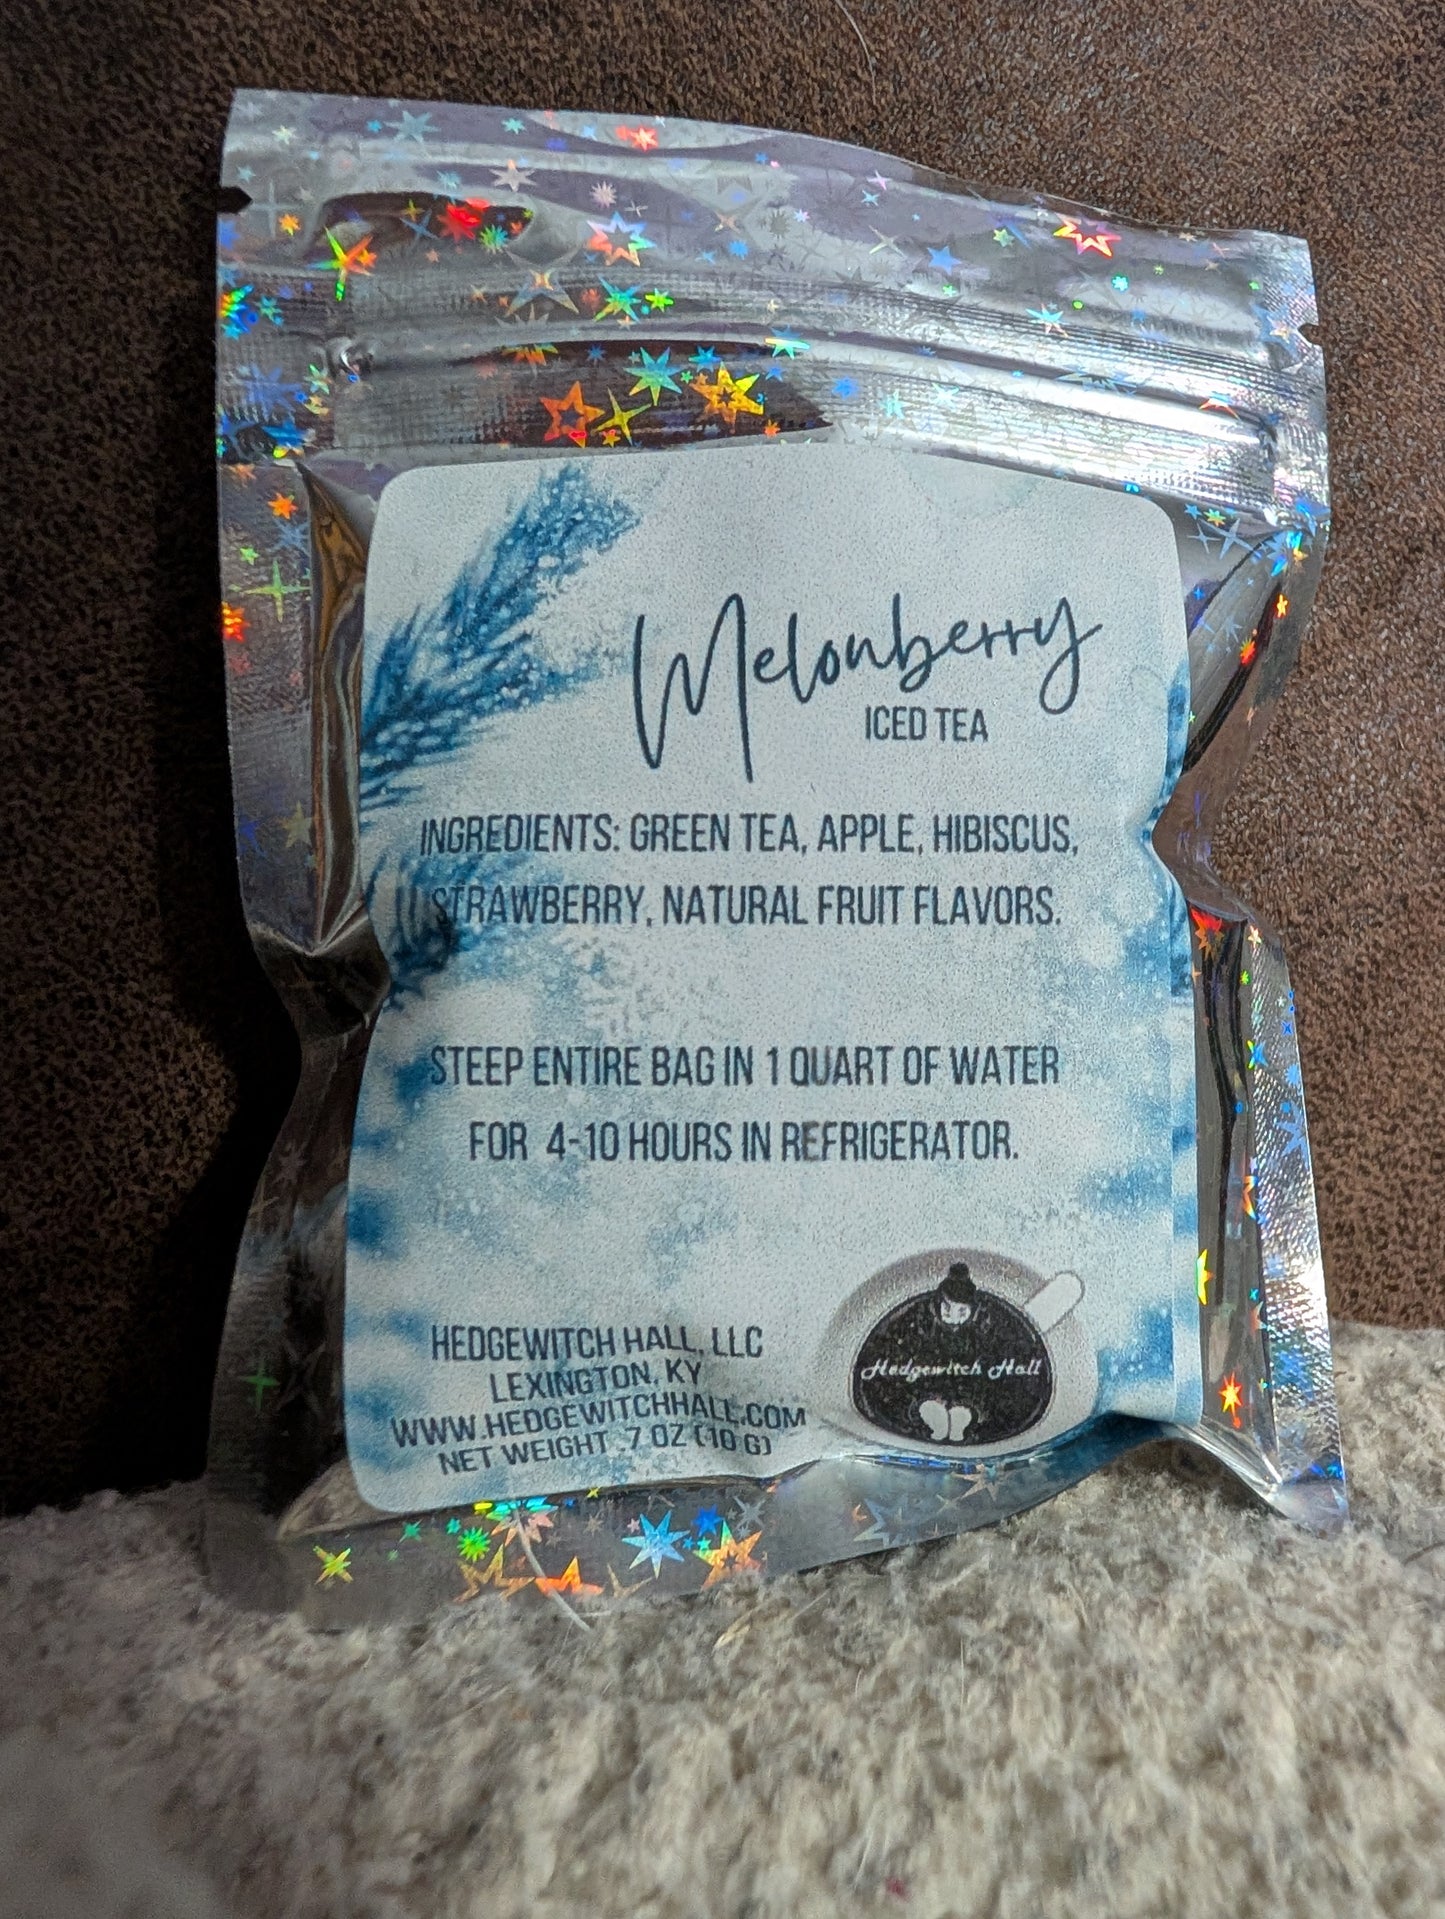 Melonberry
ICED TEA
INGREDIENTS: GREEN TEA, APPLE, HIBISCUS,
STRAWBERRY, NATURAL FRUIT FLAVORS.
STEEP ENTIRE BAG IN 1 QUART OF WATER
FOR 4-10 HOURS IN REFRIGERATOR.
HEDGEWITCH HALL, LLC
LEXINGTON, KY
WWW.HEDGEWITCHHALL.COM
NET WEIGHT .7 OZ (10 G)
Hedgewitch Hall